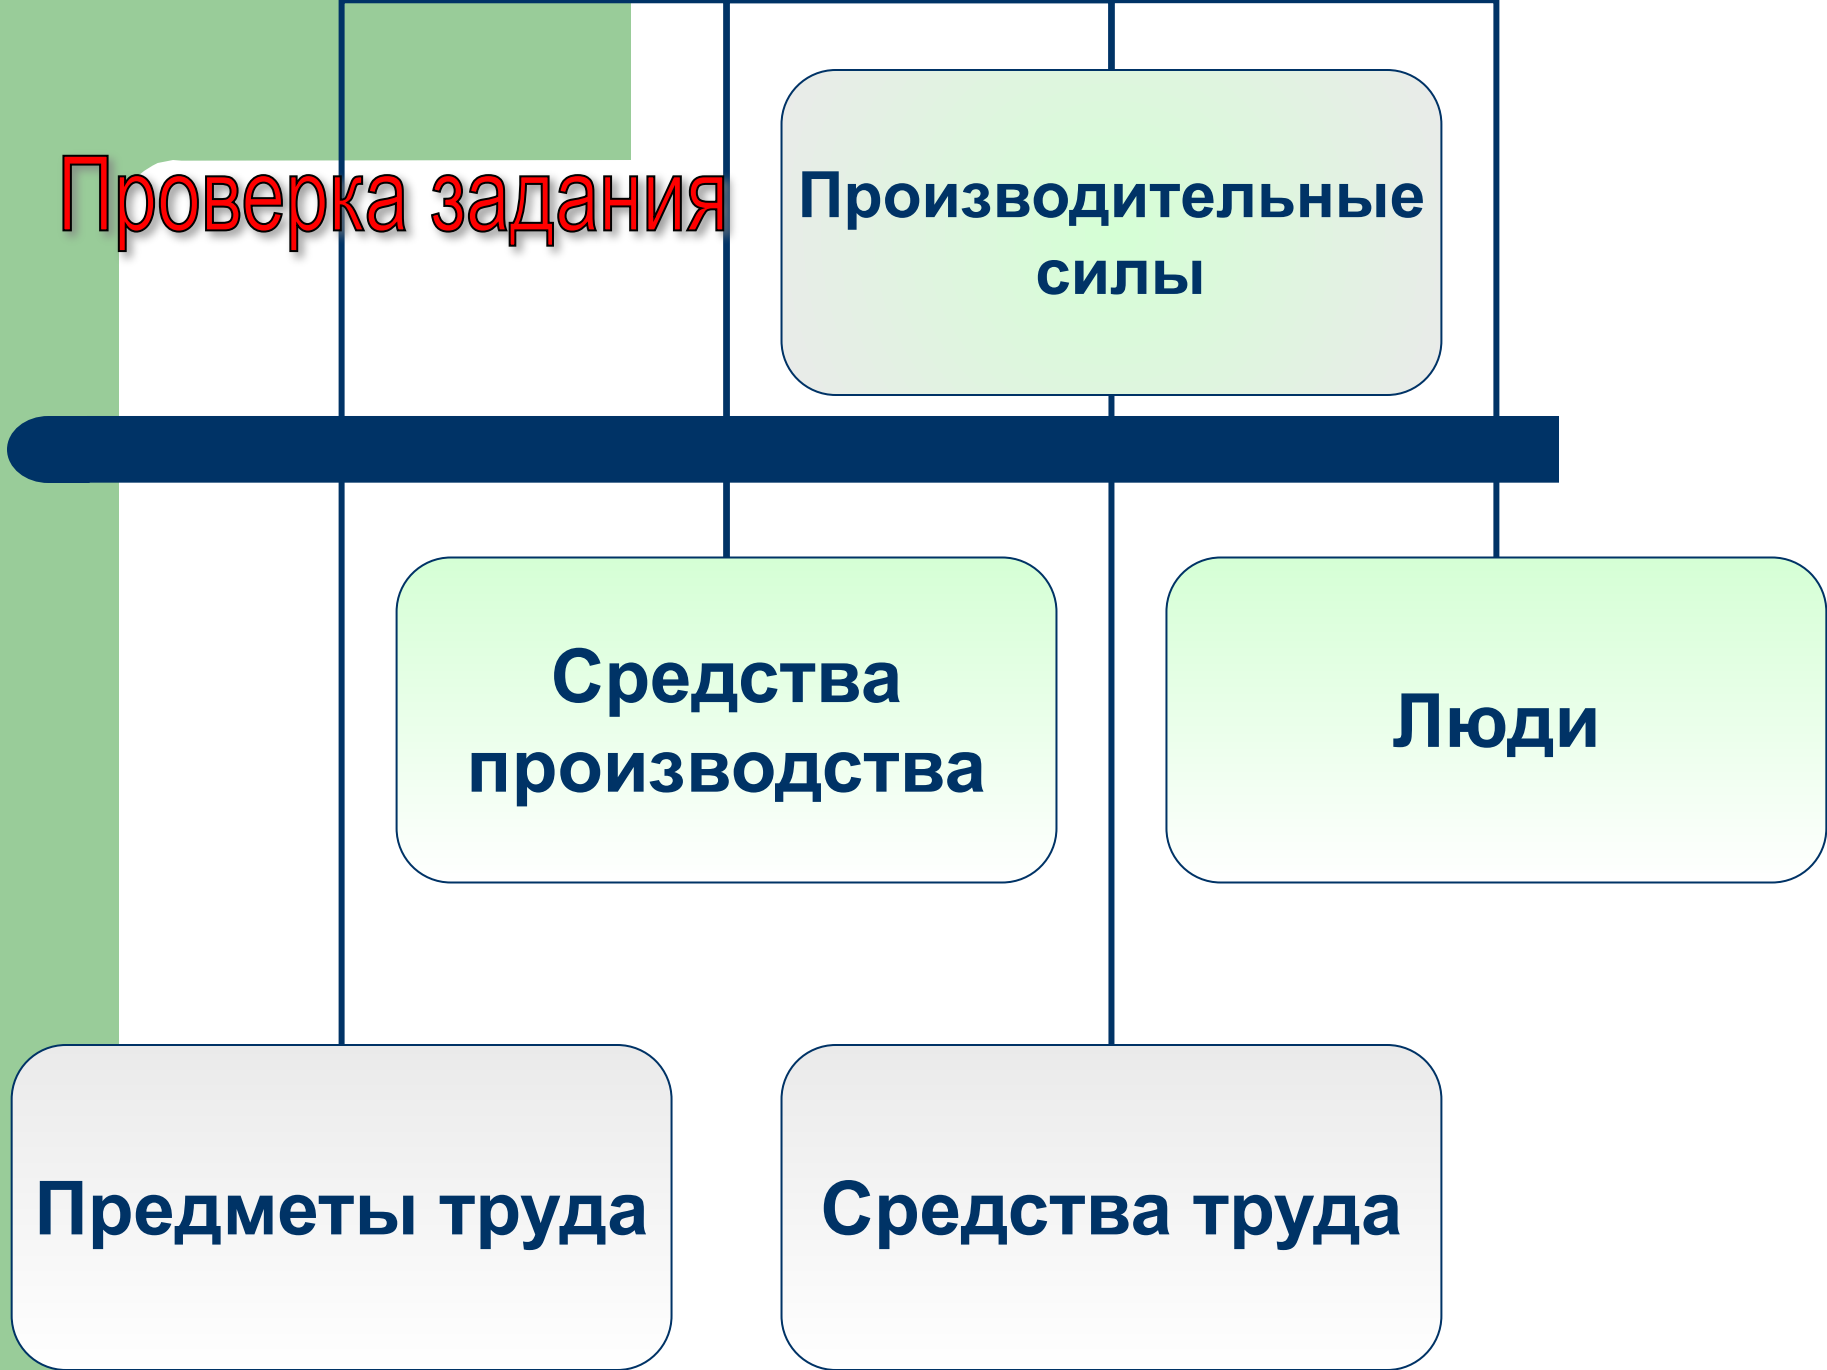 Проверка задания
Производительные
силы
Средства
производства
Люди
Предметы труда
Средства труда